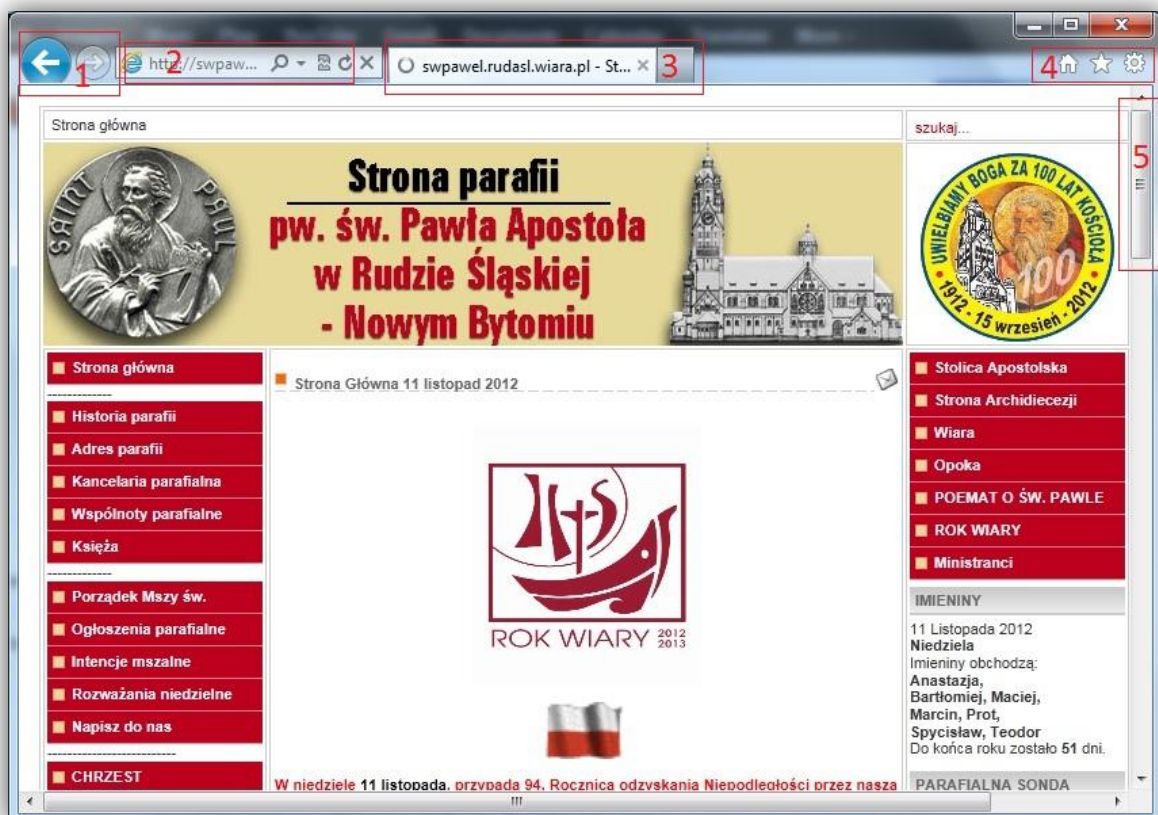 1
2
http://swpaw...
swpawel.rudasl.wiara.pl - St...
3
4
5
Strona główna
szukaj...
SAINT PAUL
Strona parafii
pw. św. Pawła Apostoła
w Rudzie Śląskiej
- Nowym Bytomiu
UWIELBIAMY BOGA ZA 100 LAT KOŚCIOŁA
100
1912 - 15 wrzesień - 2012
Strona główna
-------------
Historia parafii
Adres parafii
Kancelaria parafialna
Wspólnoty parafialne
Księża
-------------
Porządek Mszy św.
Ogłoszenia parafialne
Intencje mszalne
Rozważania niedzielne
Napisz do nas
--------------------------
CHRZEST
Strona Główna 11 listopad 2012
ROK WIARY 2012
2013
W niedziele 11 listopada, przypada 94. Rocznica odzyskania Niepodległości przez nasza
Stolica Apostolska
Strona Archidiecezji
Wiara
Opoka
POEMAT O ŚW. PAWLE
ROK WIARY
Ministranci
IMIENINY
11 Listopada 2012
Niedziela
Imieniny obchodzą:
Anastazja,
Bartłomiej, Maciej,
Marcin, Prot,
Spycisław, Teodor
Do końca roku zostało 51 dni.
PARAFIALNA SONDA